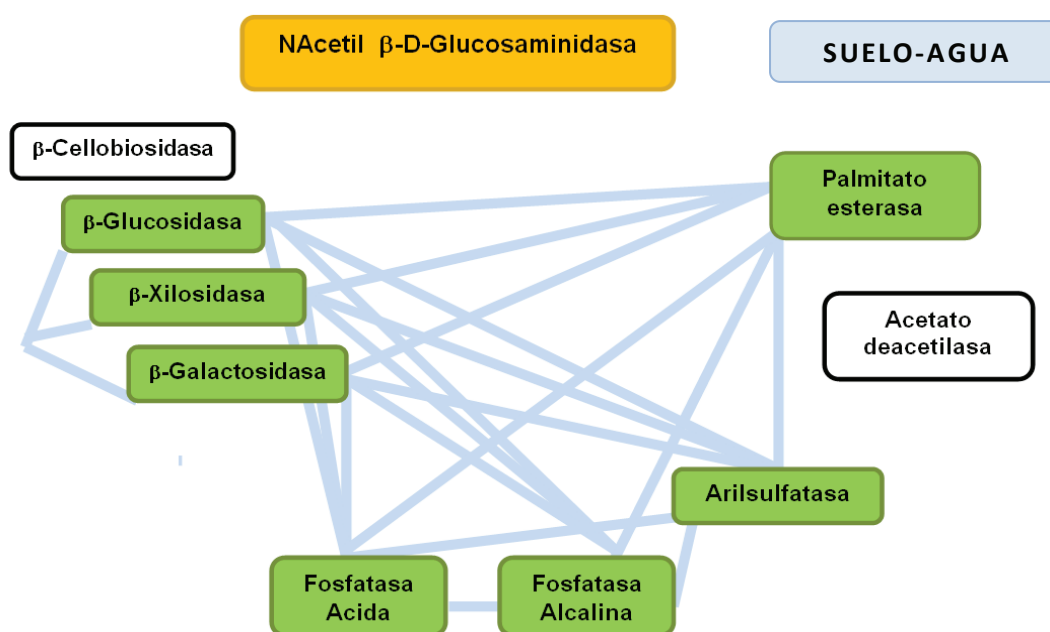 NAcetil β-D-Glucosaminidasa
SUELO-AGUA
β-Cellobiosidasa
Palmitato
esterasa
β-Glucosidasa
β-Xilosidasa
Acetato
deacetilasa
β-Galactosidasa
Arilsulfatasa
Fosfatasa
Acida
Fosfatasa
Alcalina